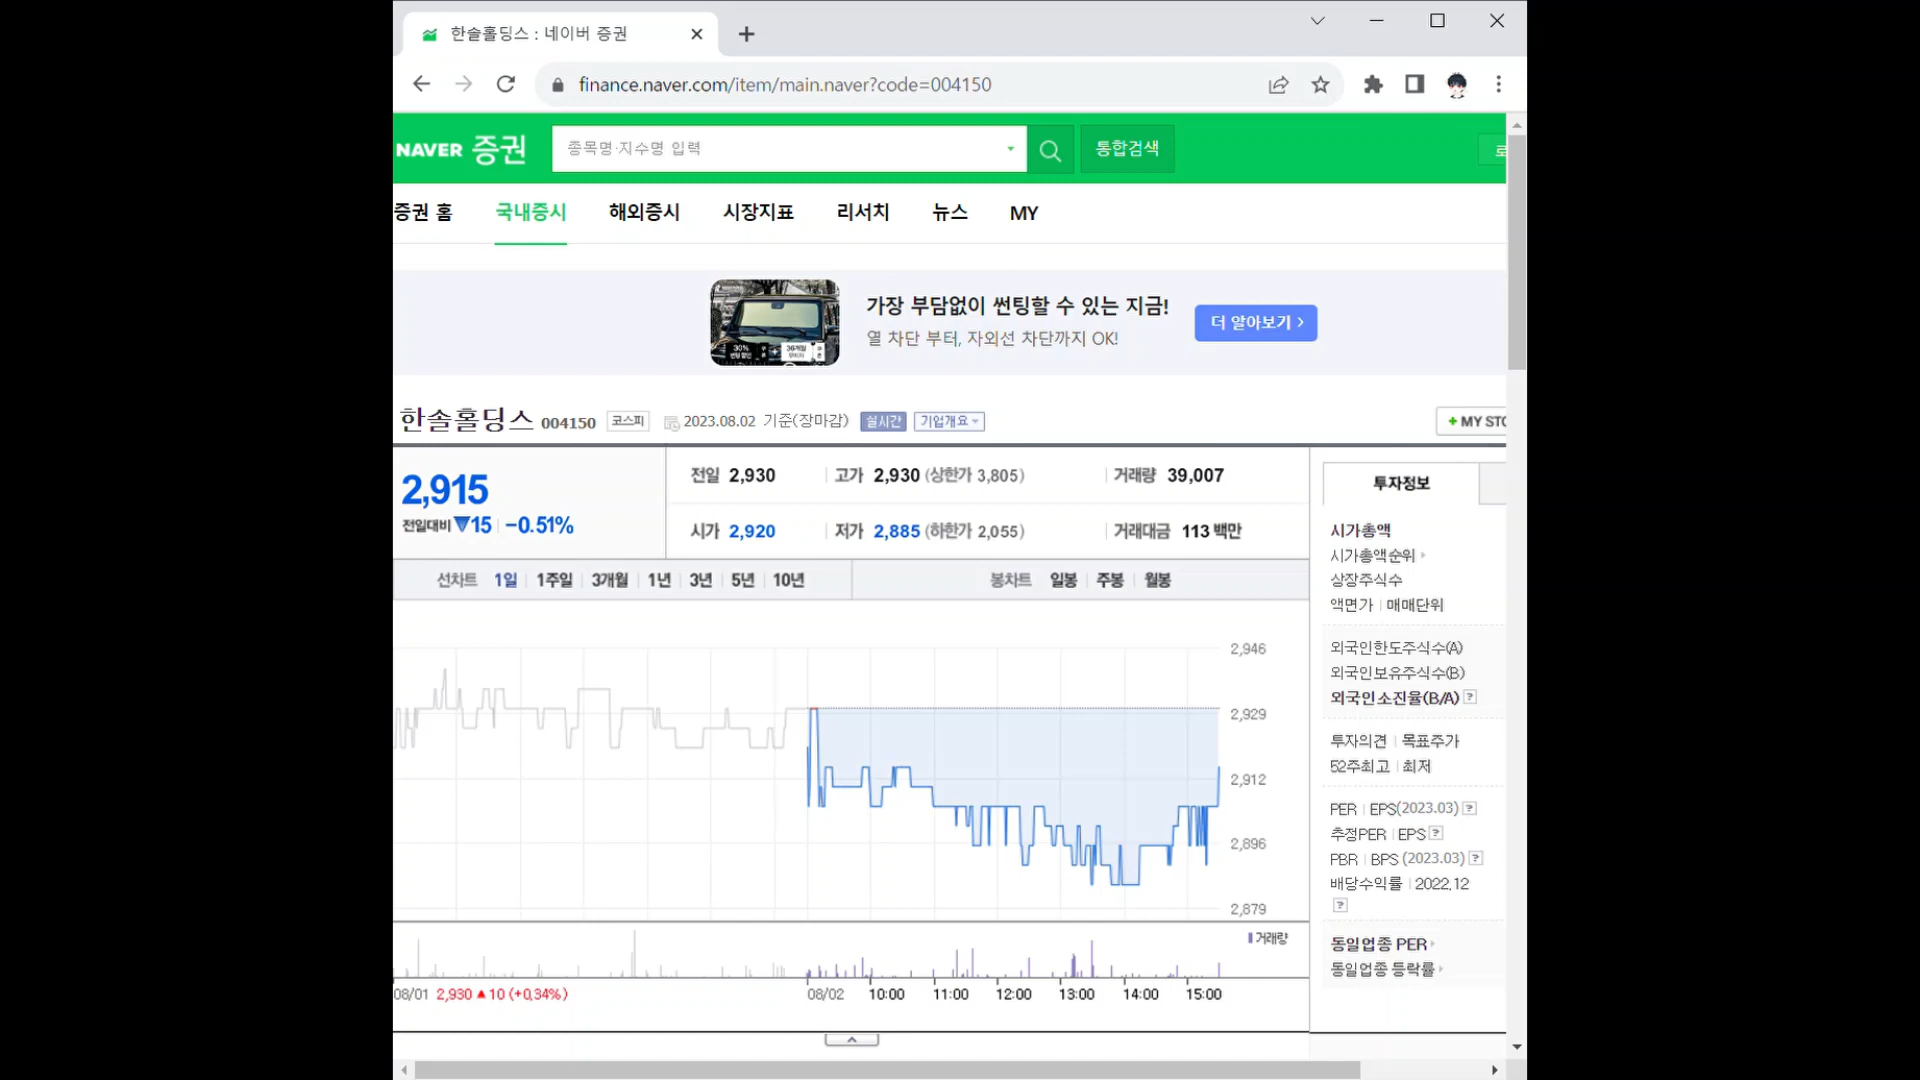 한솔홀딩스 : 네이버 증권
finance.naver.com/item/main.naver?code=004150
NAVER 증권
종목명·지수명 입력
통합검색
증권 홈 국내증시 해외증시 시장지표 리서치 뉴스 MY
가장 부담없이 썬팅할 수 있는 지금!
열 차단 부터, 자외선 차단까지 OK!
더 알아보기 >
30%
36개월
한솔홀딩스 004150 코스피 2023.08.02 기준(장마감) 실시간 기업개요
+ MY STO
2,915
전일대비 ▼15 | −0.51%
전일 2,930 고가 2,930 (상한가 3,805) 거래량 39,007
시가 2,920 저가 2,885 (하한가 2,055) 거래대금 113 백만
선차트 1일 1주일 3개월 1년 3년 5년 10년
봉차트 일봉 주봉 월봉
2,946
2,929
2,912
2,896
2,879
거래량
08/01 2,930 ▲10 (+0.34%)
08/02 10:00 11:00 12:00 13:00 14:00 15:00
투자정보
시가총액
시가총액순위
상장주식수
액면가 | 매매단위
외국인한도주식수(A)
외국인보유주식수(B)
외국인소진율(B/A) ?
투자의견 | 목표주가
52주최고 | 최저
PER | EPS(2023.03) ?
추정PER | EPS ?
PBR | BPS (2023.03) ?
배당수익률 | 2022.12
?
동일업종 PER
동일업종 등락률